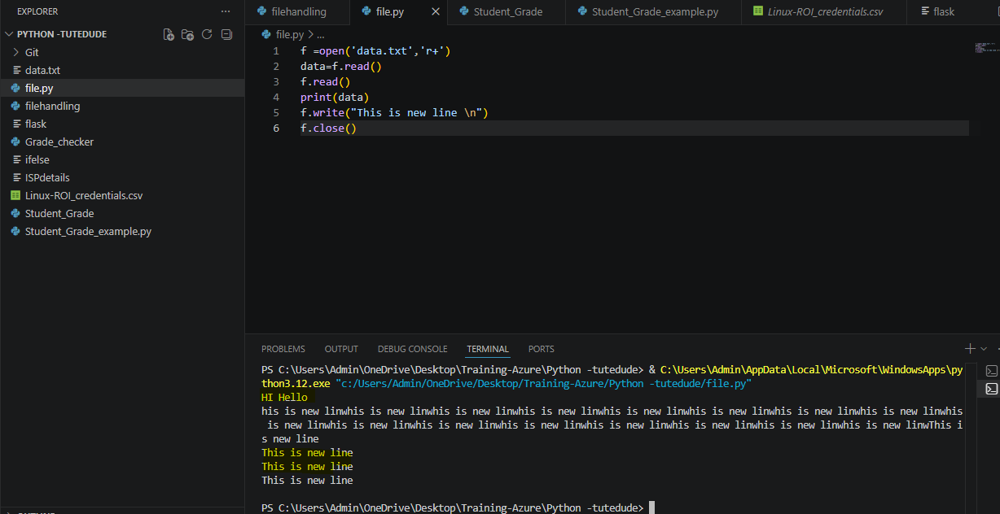 EXPLORER
PYTHON -TUTEDUDE
Git
data.txt
file.py
filehandling
flask
Grade_checker
ifelse
ISPdetails
Linux-ROI_credentials.csv
Student_Grade
Student_Grade_example.py
filehandling file.py Student_Grade Student_Grade_example.py Linux-ROI_credentials.csv flask
file.py > ...
1 f =open('data.txt','r+')
2 data=f.read()
3 f.read()
4 print(data)
5 f.write("This is new line \n")
6 f.close()
PROBLEMS OUTPUT DEBUG CONSOLE TERMINAL PORTS
PS C:\Users\Admin\OneDrive\Desktop\Training-Azure\Python -tutedude> & C:\Users\Admin\AppData\Local\Microsoft\WindowsApps\py
thon3.12.exe "c:/Users/Admin/OneDrive/Desktop/Training-Azure/Python -tutedude/file.py"
HI Hello
his is new linwhis is new linwhis is new linwhis is new linwhis is new linwhis is new linwhis is new linwhis is new linwhis
 is new linwhis is new linwhis is new linwhis is new linwhis is new linwhis is new linwhis is new linwhis is new linwThis i
s new line
This is new line
This is new line
This is new line
PS C:\Users\Admin\OneDrive\Desktop\Training-Azure\Python -tutedude>